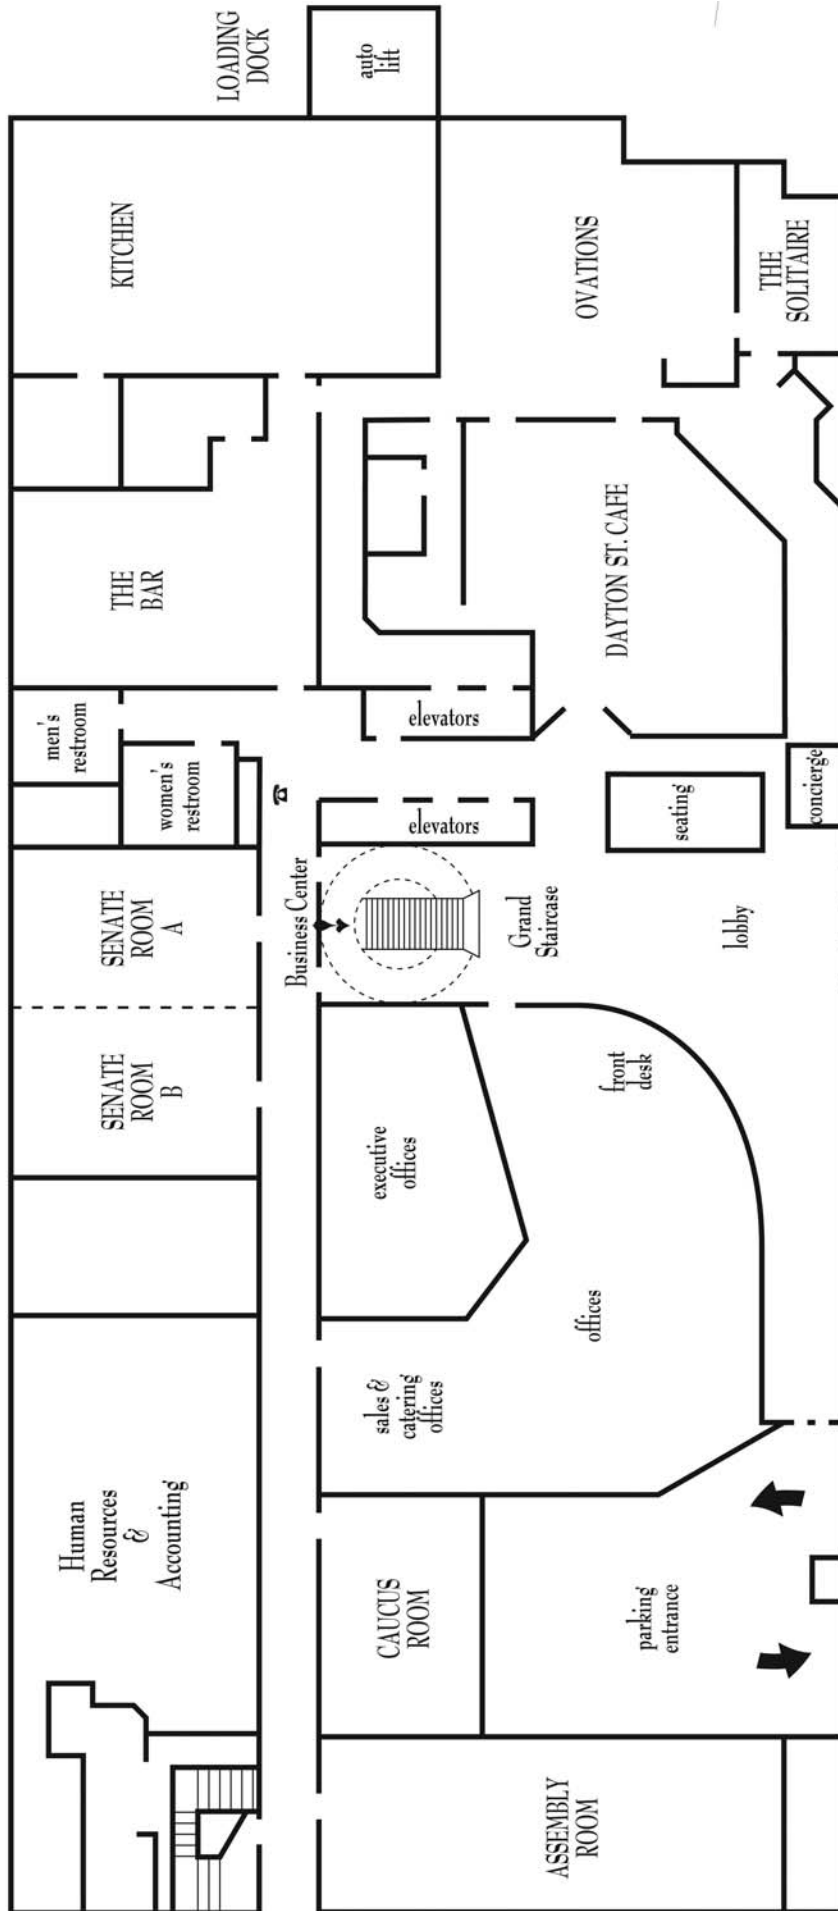 LOADING
DOCK
auto
lift
KITCHEN
OVATIONS
THE
SOLITAIRE
THE
BAR
DAYTON ST. CAFE
men's
restroom
women's
restroom
elevators
elevators
seating
concierge
SENATE
ROOM
A
Business Center
Grand
Staircase
lobby
SENATE
ROOM
B
front
desk
executive
offices
offices
sales &
catering
offices
Human
Resources
&
Accounting
CAUCUS
ROOM
parking
entrance
ASSEMBLY
ROOM